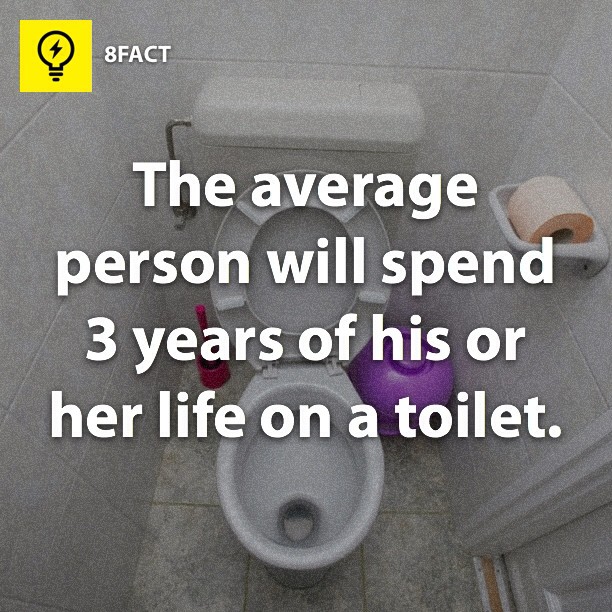 8FACT
The average
person will spend
3 years of his or
her life on a toilet.